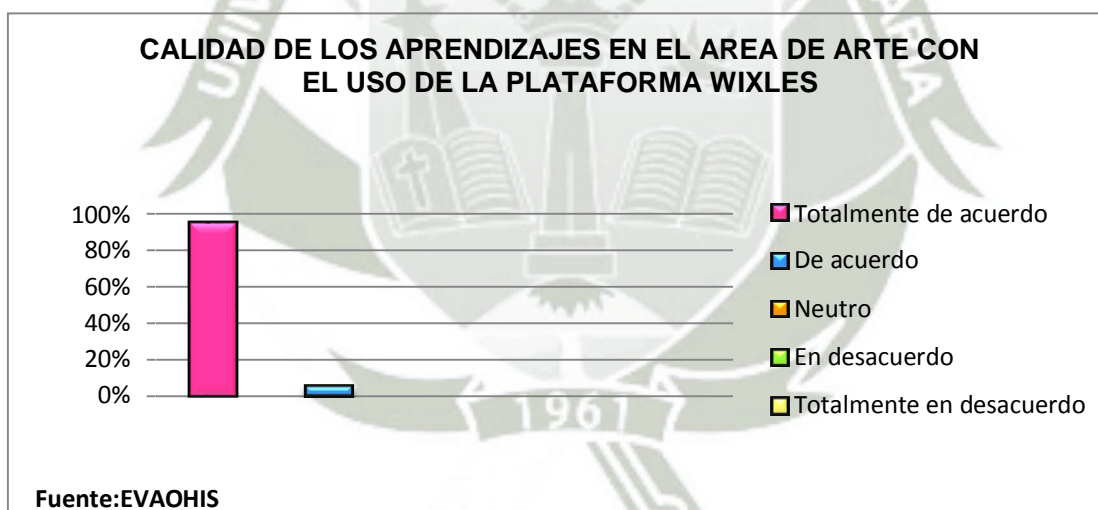 CALIDAD DE LOS APRENDIZAJES EN EL AREA DE ARTE CON
EL USO DE LA PLATAFORMA WIXLES
100%
80%
60%
40%
20%
0%
Totalmente de acuerdo
De acuerdo
Neutro
En desacuerdo
Totalmente en desacuerdo
1961
Fuente:EVAOHIS